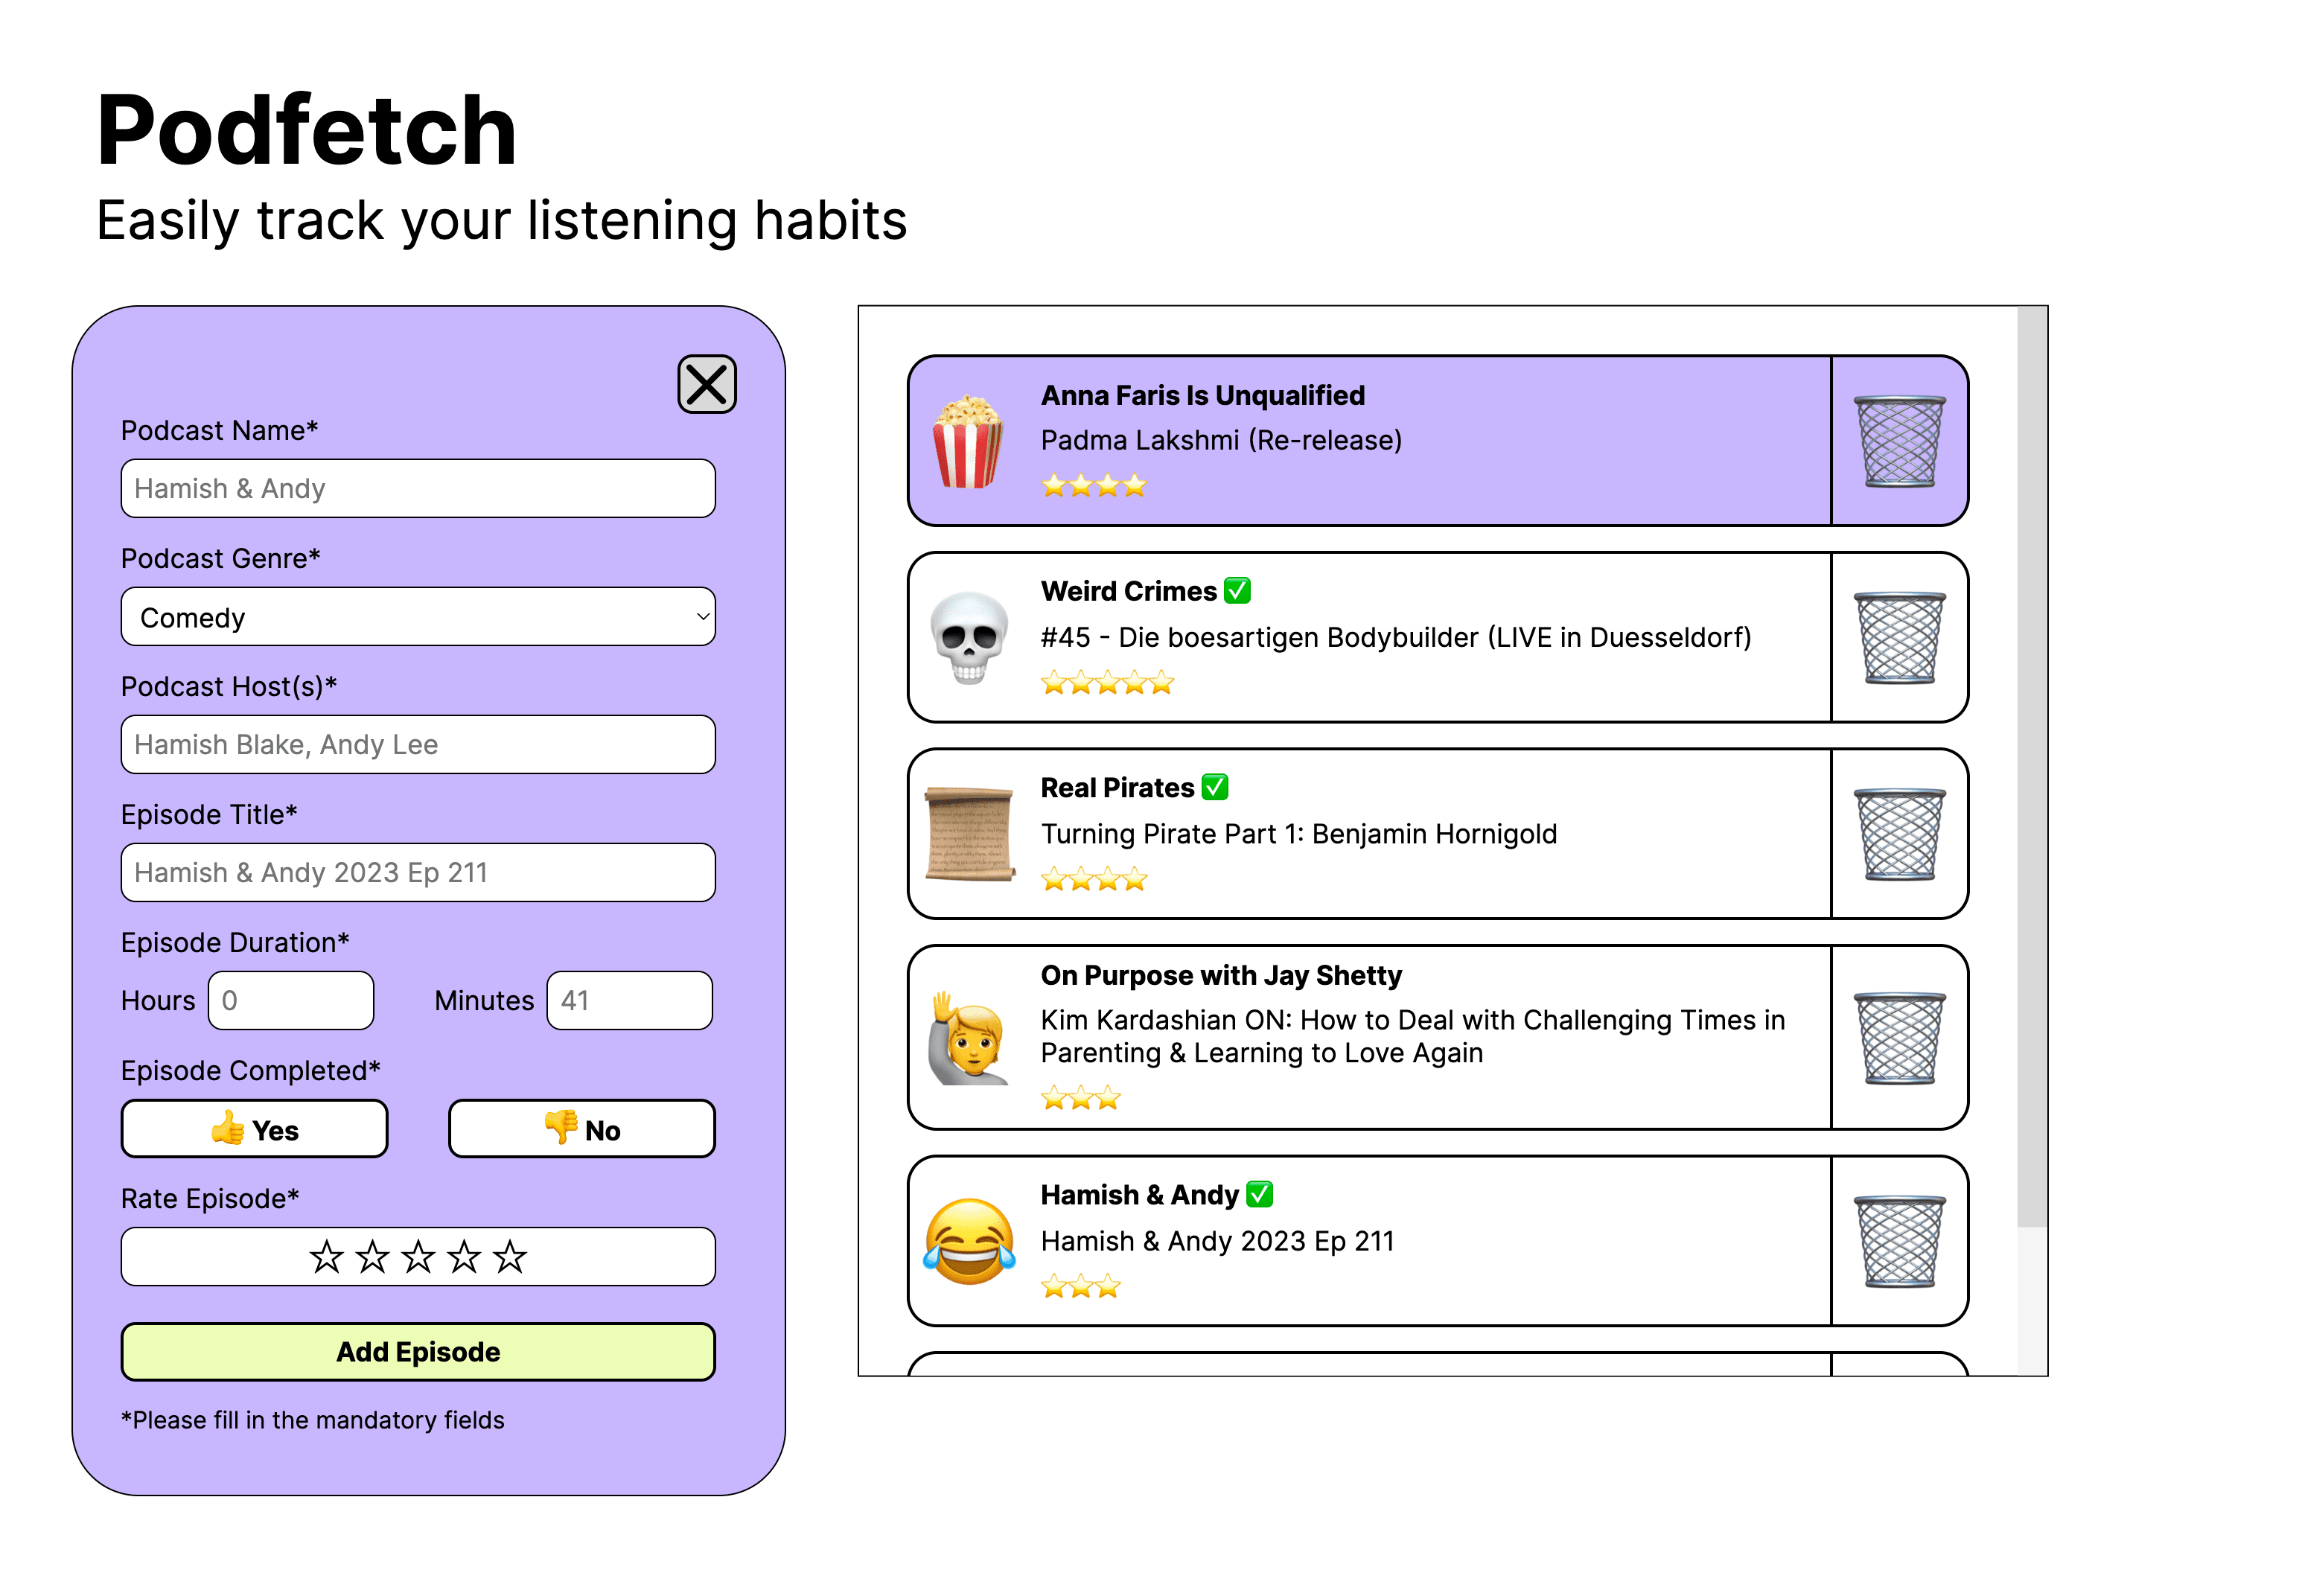 Podfetch
Easily track your listening habits
Podcast Name*
Hamish & Andy
Podcast Genre*
Comedy
Podcast Host(s)*
Hamish Blake, Andy Lee
Episode Title*
Hamish & Andy 2023 Ep 211
Episode Duration*
Hours 0 Minutes 41
Episode Completed*
👍 Yes 👎 No
Rate Episode*
☆☆☆☆☆
Add Episode
*Please fill in the mandatory fields
Anna Faris Is Unqualified
Padma Lakshmi (Re-release)
⭐⭐⭐⭐
Weird Crimes ✅
#45 - Die boesartigen Bodybuilder (LIVE in Duesseldorf)
⭐⭐⭐⭐⭐
Real Pirates ✅
Turning Pirate Part 1: Benjamin Hornigold
⭐⭐⭐⭐
On Purpose with Jay Shetty
Kim Kardashian ON: How to Deal with Challenging Times in
Parenting & Learning to Love Again
⭐⭐⭐
Hamish & Andy ✅
Hamish & Andy 2023 Ep 211
⭐⭐⭐